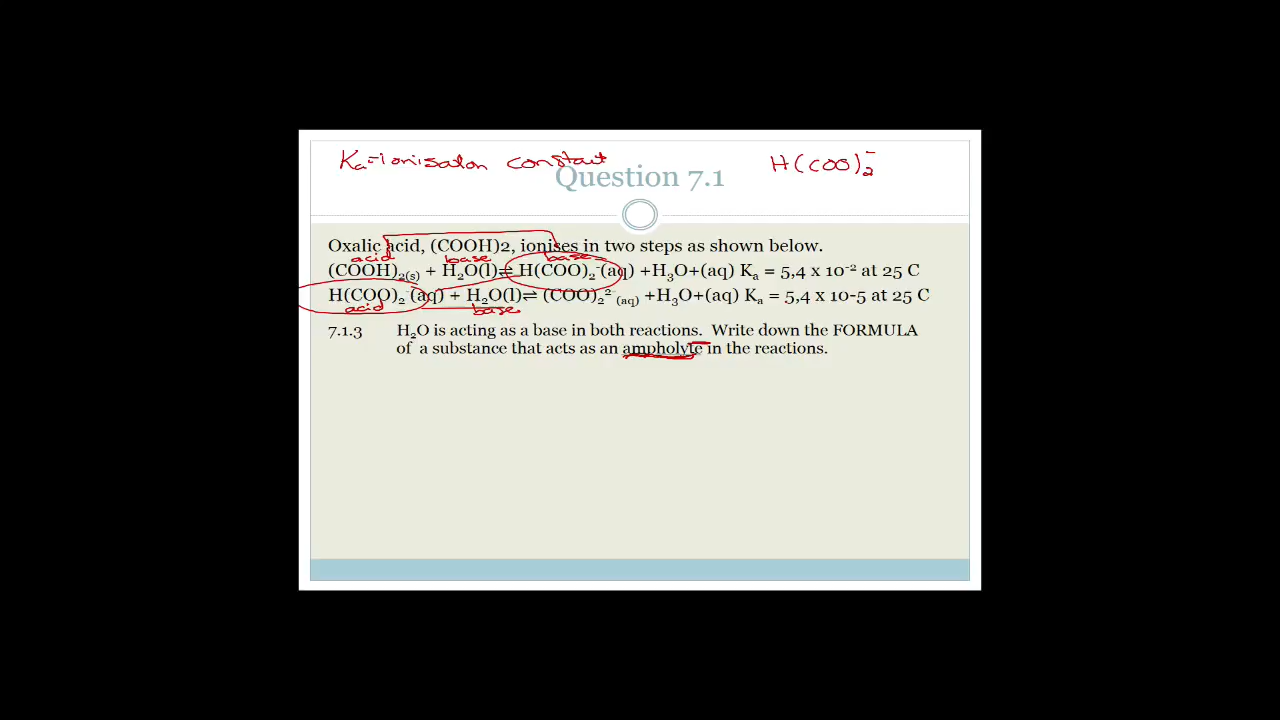 Ka=ionisaton constant
H(COO)₂⁻
Question 7.1
Oxalic acid, (COOH)2, ionises in two steps as shown below.
acid base base
(COOH)₂(s) + H₂O(l)⇌ H(COO)₂⁻(aq) +H₃O+(aq) Kₐ = 5,4 x 10⁻² at 25 C
H(COO)₂⁻(aq) + H₂O(l)⇌ (COO)₂²⁻(aq) +H₃O+(aq) Kₐ = 5,4 x 10-5 at 25 C
acid base
7.1.3 H₂O is acting as a base in both reactions. Write down the FORMULA
of a substance that acts as an ampholyte in the reactions.